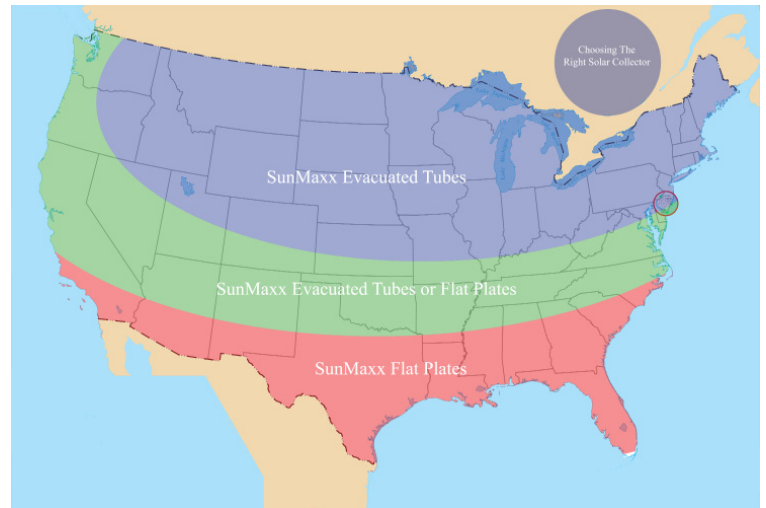 Choosing The
Right Solar Collector
SunMaxx Evacuated Tubes
SunMaxx Evacuated Tubes or Flat Plates
SunMaxx Flat Plates